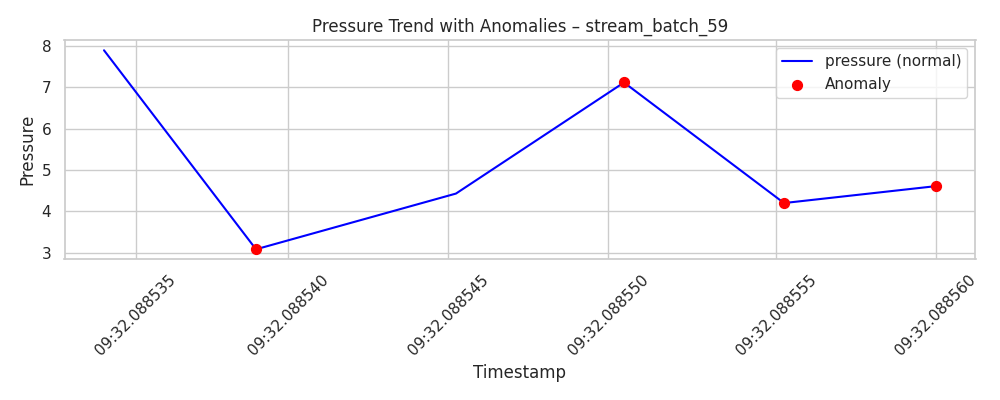 Pressure Trend with Anomalies – stream_batch_59
pressure (normal)
Anomaly
Pressure
8
7
6
5
4
3
09:32.088535
09:32.088540
09:32.088545
09:32.088550
09:32.088555
09:32.088560
Timestamp